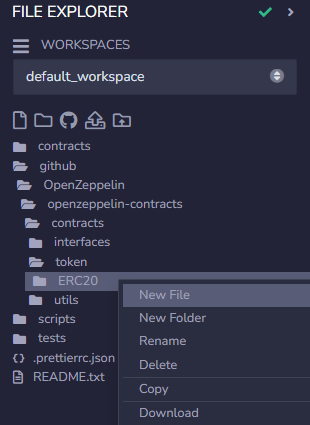 FILE EXPLORER
WORKSPACES
default_workspace
contracts
github
OpenZeppelin
openzeppelin-contracts
contracts
interfaces
token
ERC20
utils
scripts
tests
.prettierrc.json
README.txt
New File
New Folder
Rename
Delete
Copy
Download